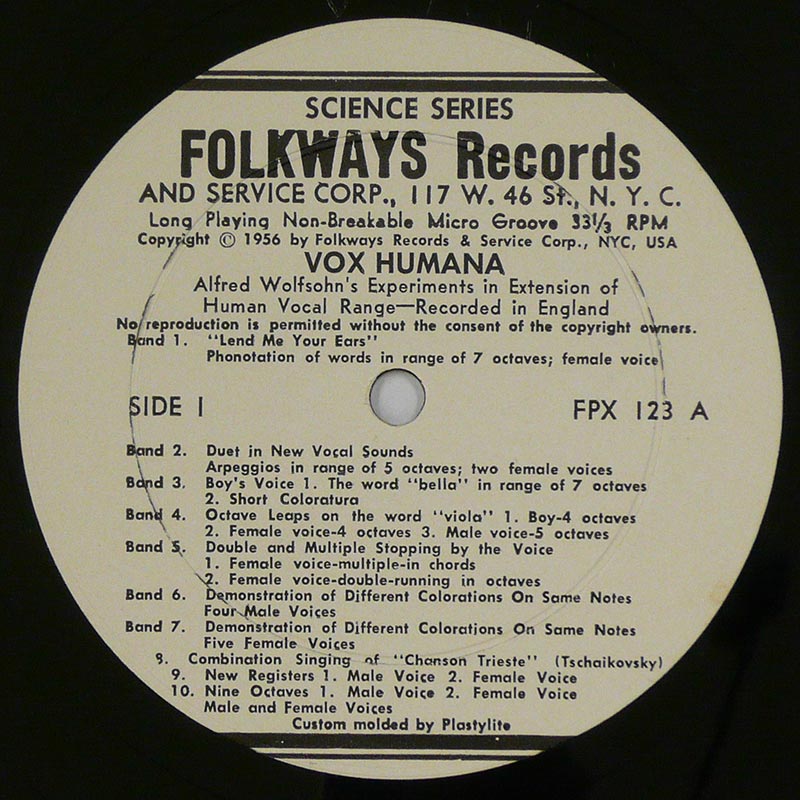 SCIENCE SERIES
FOLKWAYS Records
AND SERVICE CORP., 117 W. 46 St., N. Y. C.
Long Playing Non-Breakable Micro Groove 33⅓ RPM
Copyright © 1956 by Folkways Records & Service Corp., NYC, USA
VOX HUMANA
Alfred Wolfsohn's Experiments in Extension of
Human Vocal Range—Recorded in England
No reproduction is permitted without the consent of the copyright owners.
Band 1. "Lend Me Your Ears"
Phonotation of words in range of 7 octaves; female voice
SIDE I
FPX 123 A
Band 2. Duet in New Vocal Sounds
Arpeggios in range of 5 octaves; two female voices
Band 3. Boy's Voice 1. The word "bella" in range of 7 octaves
2. Short Coloratura
Band 4. Octave Leaps on the word "viola" 1. Boy-4 octaves
2. Female voice-4 octaves 3. Male voice-5 octaves
Band 5. Double and Multiple Stopping by the Voice
1. Female voice-multiple-in chords
2. Female voice-double-running in octaves
Band 6. Demonstration of Different Colorations On Same Notes
Four Male Voices
Band 7. Demonstration of Different Colorations On Same Notes
Five Female Voices
8. Combination Singing of "Chanson Trieste" (Tschaikovsky)
9. New Registers 1. Male Voice 2. Female Voice
10. Nine Octaves 1. Male Voice 2. Female Voice
Male and Female Voices
Custom molded by Plastylite